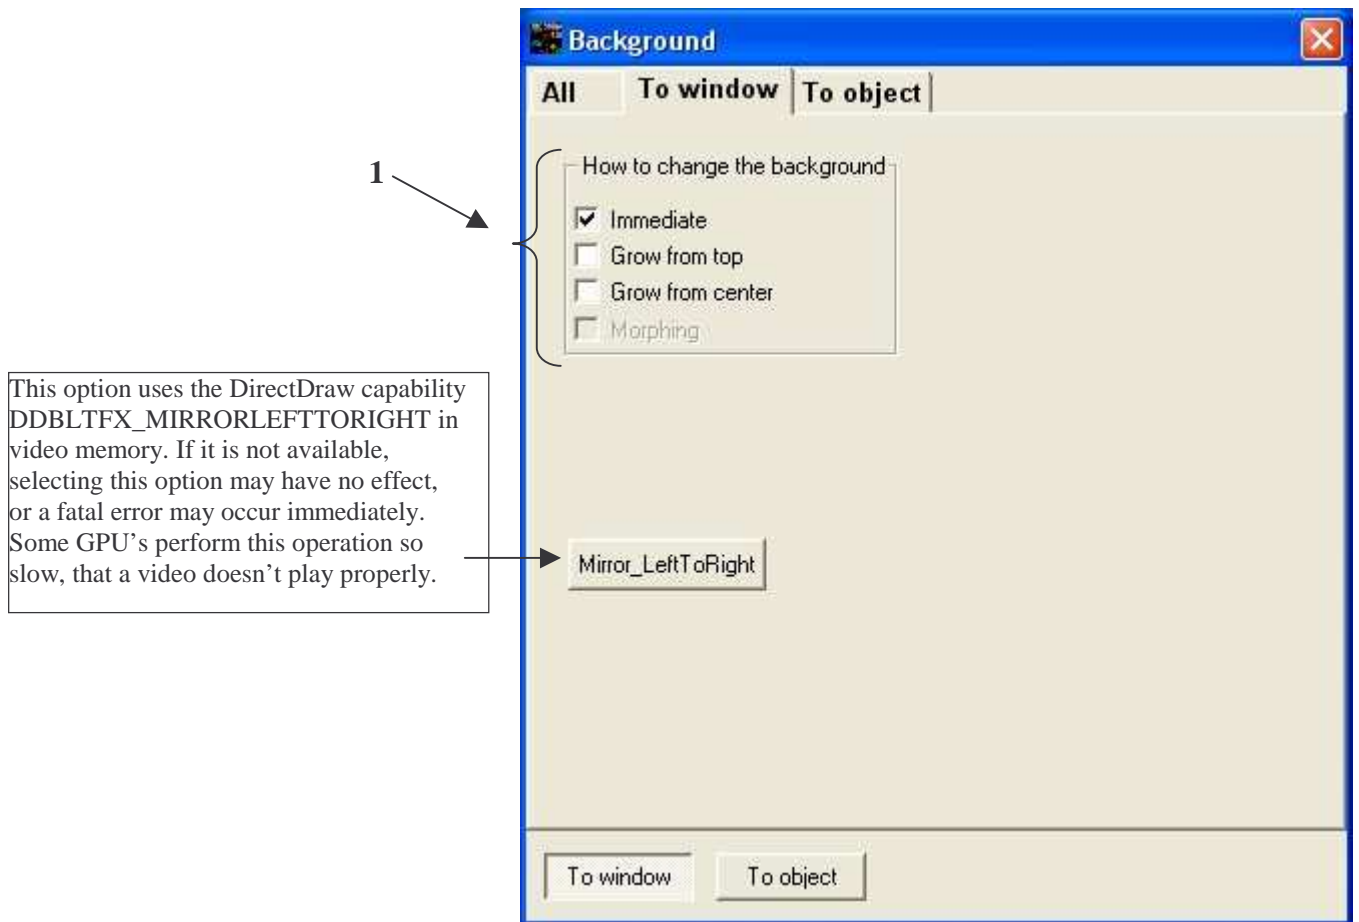 Background
All
To window
To object
1
How to change the background
Immediate
Grow from top
Grow from center
Morphing
This option uses the DirectDraw capability
DDBLTFX_MIRRORLEFTTORIGHT in
video memory. If it is not available,
selecting this option may have no effect,
or a fatal error may occur immediately.
Some GPU's perform this operation so
slow, that a video doesn't play properly.
Mirror_LeftToRight
To window
To object